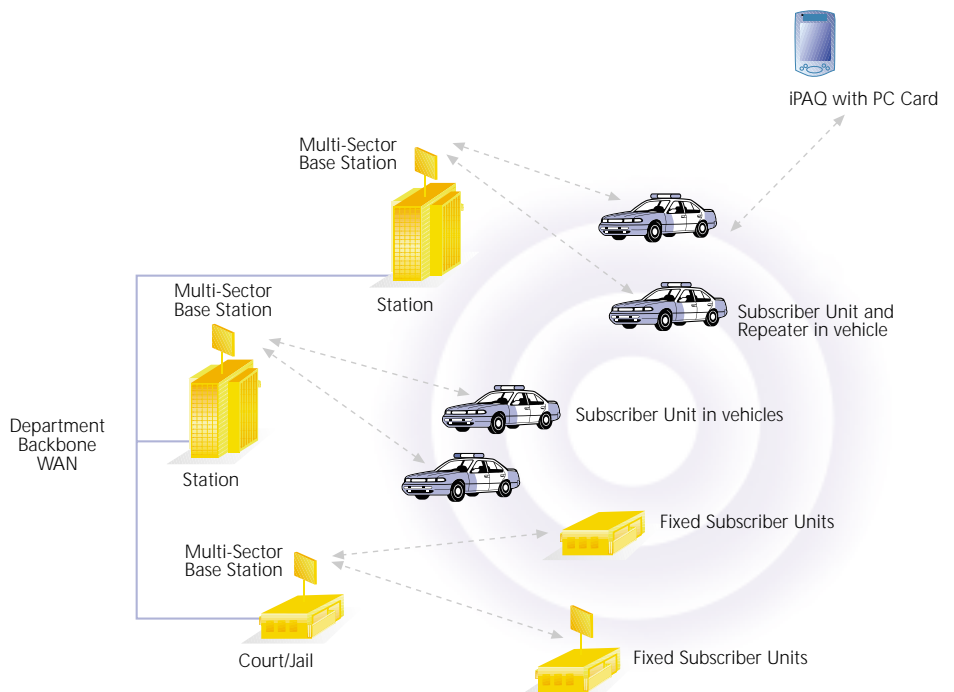 iPAQ with PC Card
Multi-Sector
Base Station
Station
Multi-Sector
Base Station
Subscriber Unit and
Repeater in vehicle
Subscriber Unit in vehicles
Department
Backbone
WAN
Station
Fixed Subscriber Units
Multi-Sector
Base Station
Court/Jail
Fixed Subscriber Units